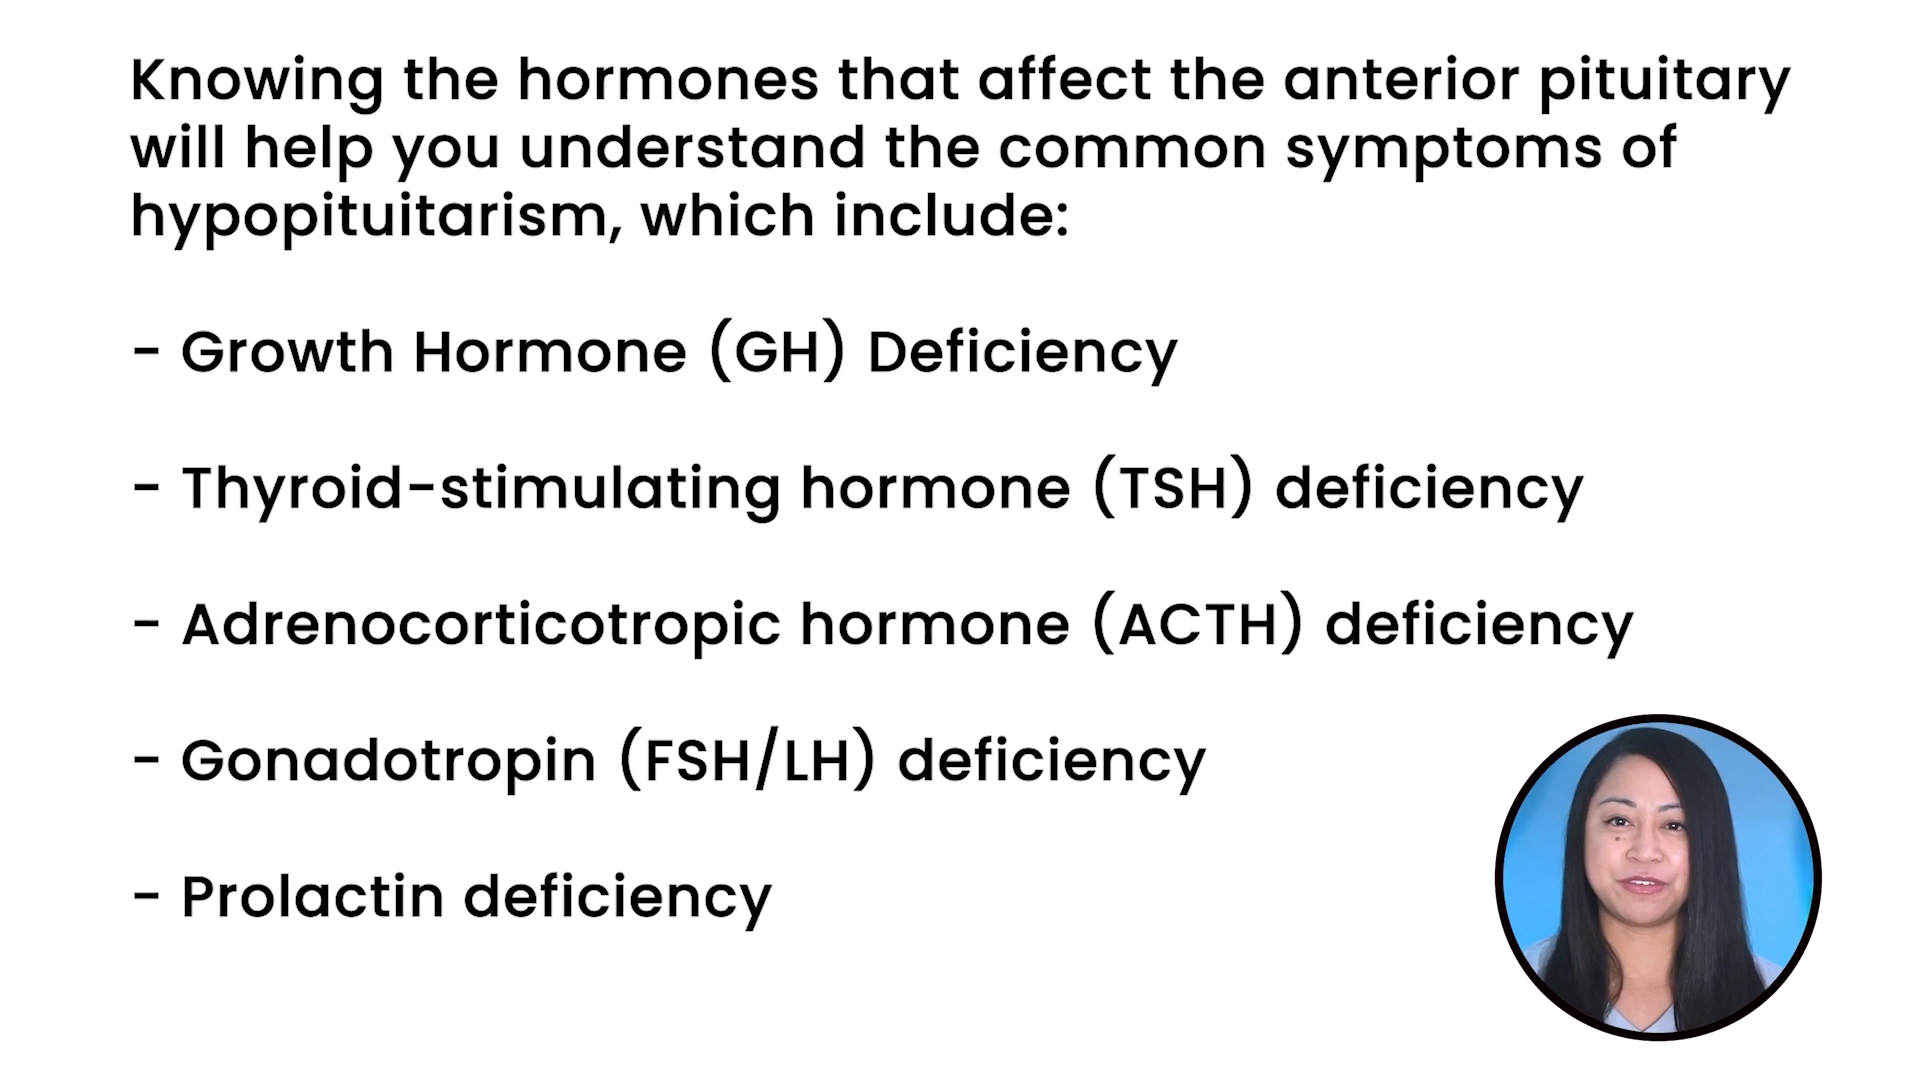 Knowing the hormones that affect the anterior pituitary
will help you understand the common symptoms of
hypopituitarism, which include:
- Growth Hormone (GH) Deficiency
- Thyroid-stimulating hormone (TSH) deficiency
- Adrenocorticotropic hormone (ACTH) deficiency
- Gonadotropin (FSH/LH) deficiency
- Prolactin deficiency